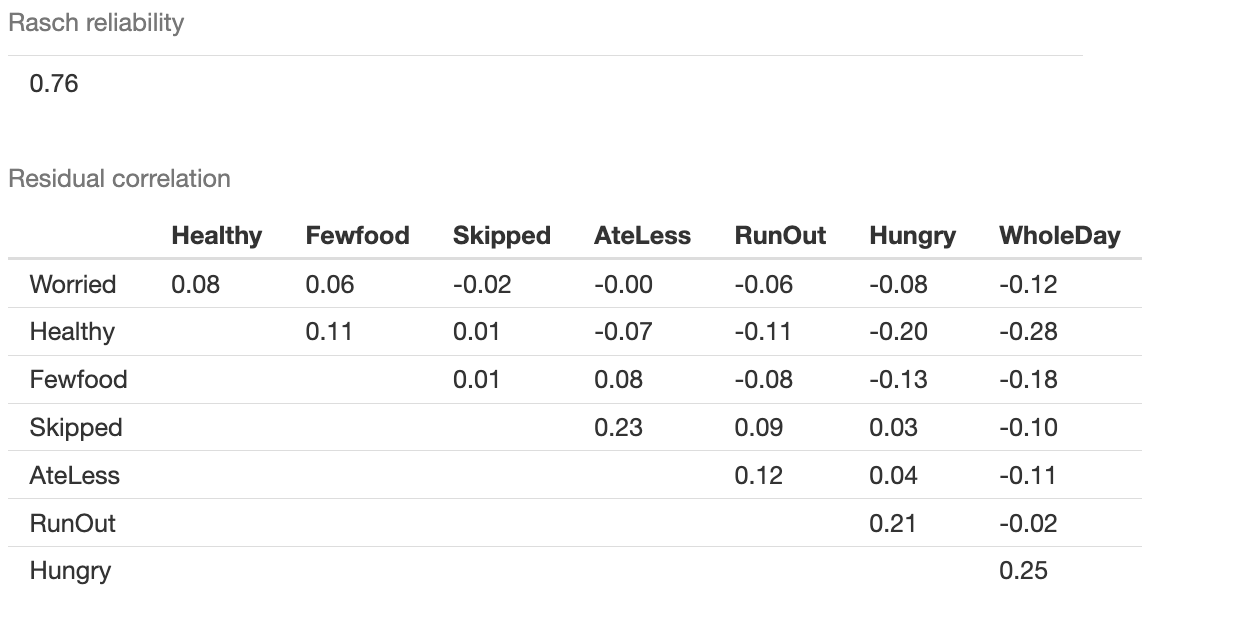 Rasch reliability
0.76
Residual correlation
Healthy Fewfood Skipped AteLess RunOut Hungry WholeDay
Worried 0.08 0.06 -0.02 -0.00 -0.06 -0.08 -0.12
Healthy 0.11 0.01 -0.07 -0.11 -0.20 -0.28
Fewfood 0.01 0.08 -0.08 -0.13 -0.18
Skipped 0.23 0.09 0.03 -0.10
AteLess 0.12 0.04 -0.11
RunOut 0.21 -0.02
Hungry 0.25